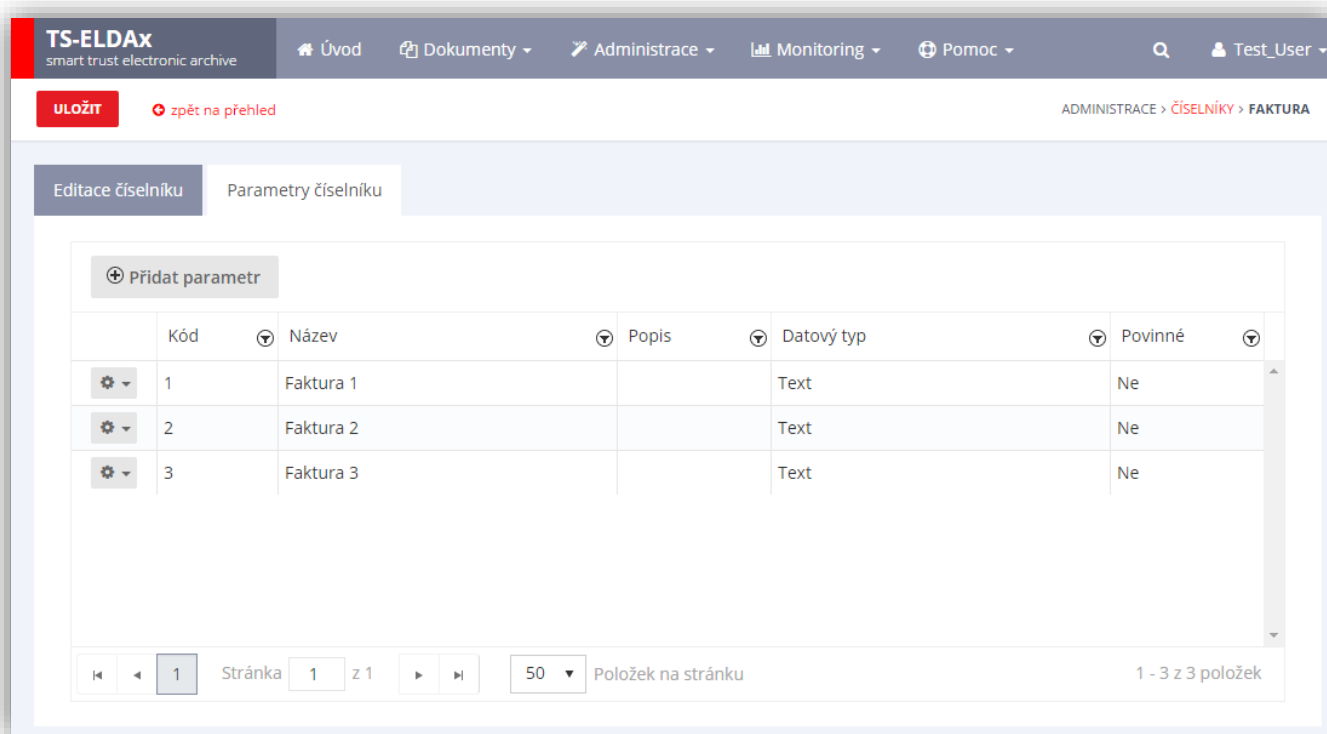 TS-ELDAx
smart trust electronic archive
Úvod Dokumenty Administrace Monitoring Pomoc Test_User
ULOŽIT zpět na přehled ADMINISTRACE > ČÍSELNÍKY > FAKTURA
Editace číselníku Parametry číselníku
Přidat parametr
Kód Název Popis Datový typ Povinné
1 Faktura 1 Text Ne
2 Faktura 2 Text Ne
3 Faktura 3 Text Ne
1 Stránka 1 z 1 50 Položek na stránku 1 - 3 z 3 položek